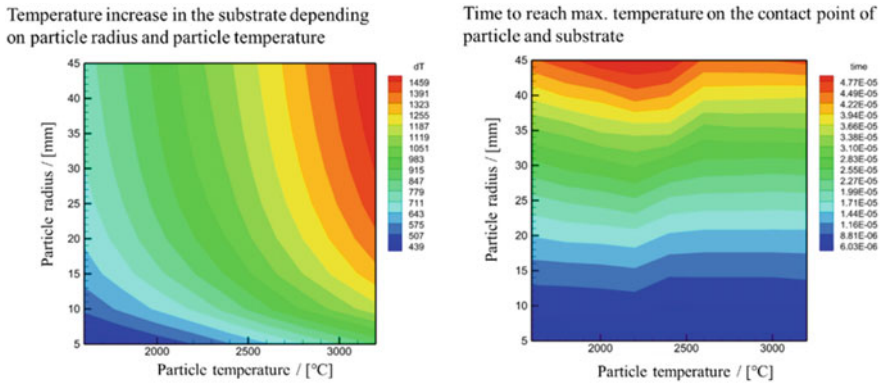 Temperature increase in the substrate depending
on particle radius and particle temperature
dT
1459
1391
1323
1255
1187
1119
1051
983
915
847
779
711
643
575
507
439
45
40
35
30
25
20
15
10
5
Particle radius / [mm]
2000
2500
3000
Particle temperature / [°C]
Time to reach max. temperature on the contact point of
particle and substrate
time
4.77E-05
4.49E-05
4.22E-05
3.94E-05
3.66E-05
3.38E-05
3.10E-05
2.83E-05
2.55E-05
2.27E-05
1.99E-05
1.71E-05
1.44E-05
1.16E-05
8.81E-06
6.03E-06
45
40
35
30
25
20
15
10
5
Particle radius / [mm]
2000
2500
3000
Particle temperature / [°C]